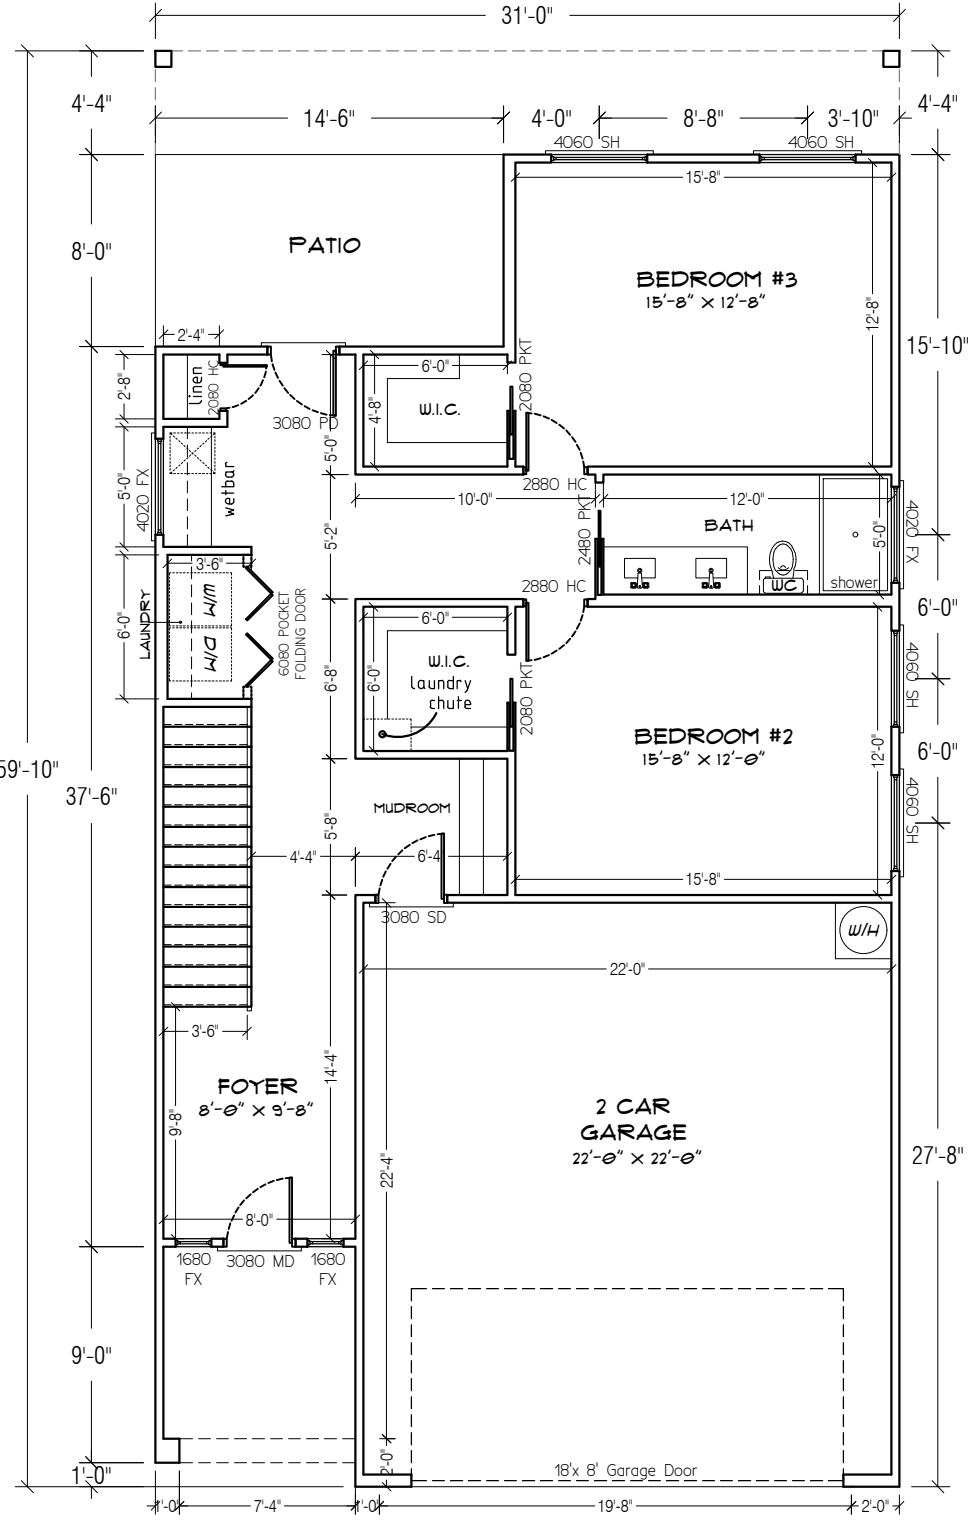 31'-0"
4'-4"
4'-4"
14'-6"
4'-0"
8'-8"
3'-10"
4060 SH
4060 SH
15'-8"
8'-0"
PATIO
BEDROOM #3
15'-8" X 12'-8"
12'-8"
15'-10"
2'-4"
2'-8"
linen
2080 HC
3080 PD
5'-0"
6'-0"
4'-8"
W.I.C.
2080 PKT
5'-0"
4020 FX
wetbar
2880 HC
10'-0"
12'-0"
2480 PKT
BATH
5'-0"
4020 FX
5'-2"
3'-6"
W/M
D/M
LAUNDRY
6'-0"
6080 POCKET
FOLDING DOOR
2880 HC
WC
shower
6'-0"
6'-0"
6'-0"
W.I.C.
laundry
chute
2080 PKT
6'-8"
4060
SH
BEDROOM #2
15'-8" X 12'-0"
12'-0"
6'-0"
4060
SH
59'-10"
37'-6"
MUDROOM
5'-8"
4'-4"
6'-4
15'-8"
3080 SD
W/H
22'-0"
3'-6"
14'-4"
FOYER
8'-0" X 9'-8"
9'-8"
2 CAR
GARAGE
22'-0" X 22'-0"
22'-4"
27'-8"
8'-0"
1680
FX
3080 MD
1680
FX
9'-0"
1'-0"
2'-0"
18'x 8' Garage Door
1'-0"
7'-4"
1'-0"
19'-8"
2'-0"